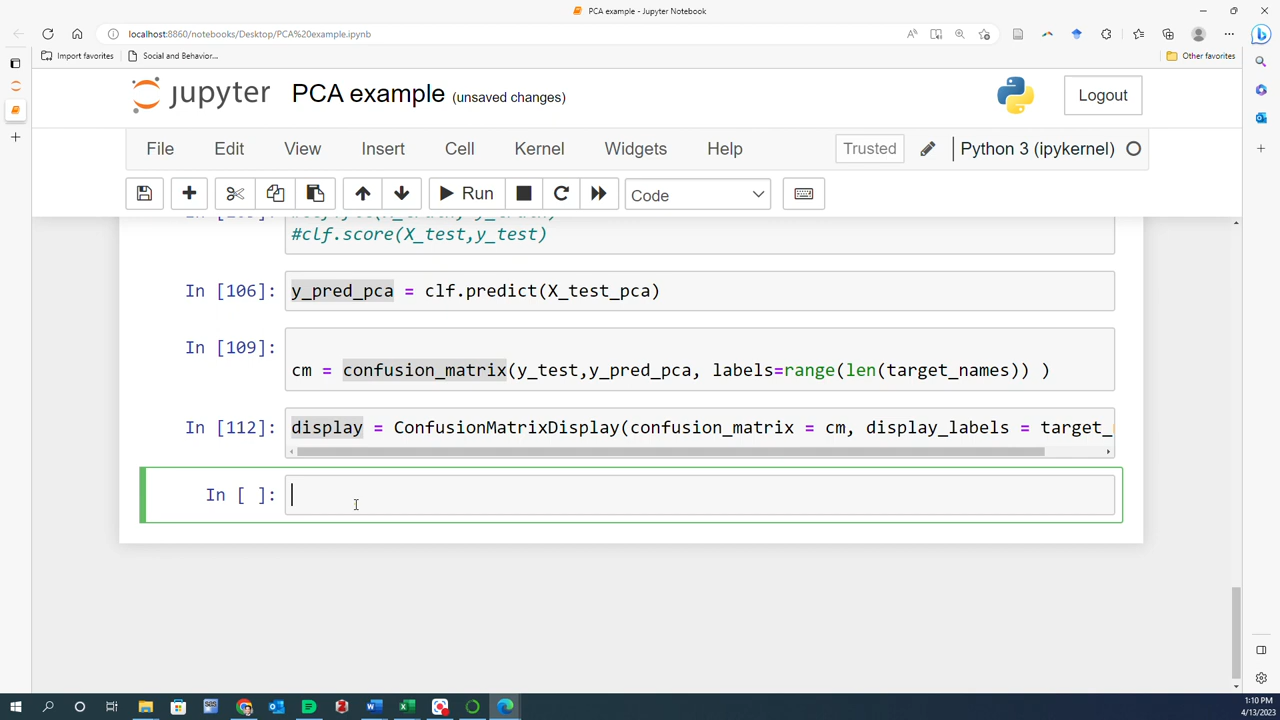 PCA example - Jupyter Notebook
localhost:8860/notebooks/Desktop/PCA%20example.ipynb
Import favorites
Social and Behavior...
Other favorites
jupyter PCA example (unsaved changes)
Logout
File Edit View Insert Cell Kernel Widgets Help
Trusted
Python 3 (ipykernel)
Run
Code
#clf.score(X_test,y_test)
In [106]: y_pred_pca = clf.predict(X_test_pca)
In [109]:
cm = confusion_matrix(y_test,y_pred_pca, labels=range(len(target_names)) )
In [112]: display = ConfusionMatrixDisplay(confusion_matrix = cm, display_labels = target_
In [ ]:
1:10 PM
4/13/2023